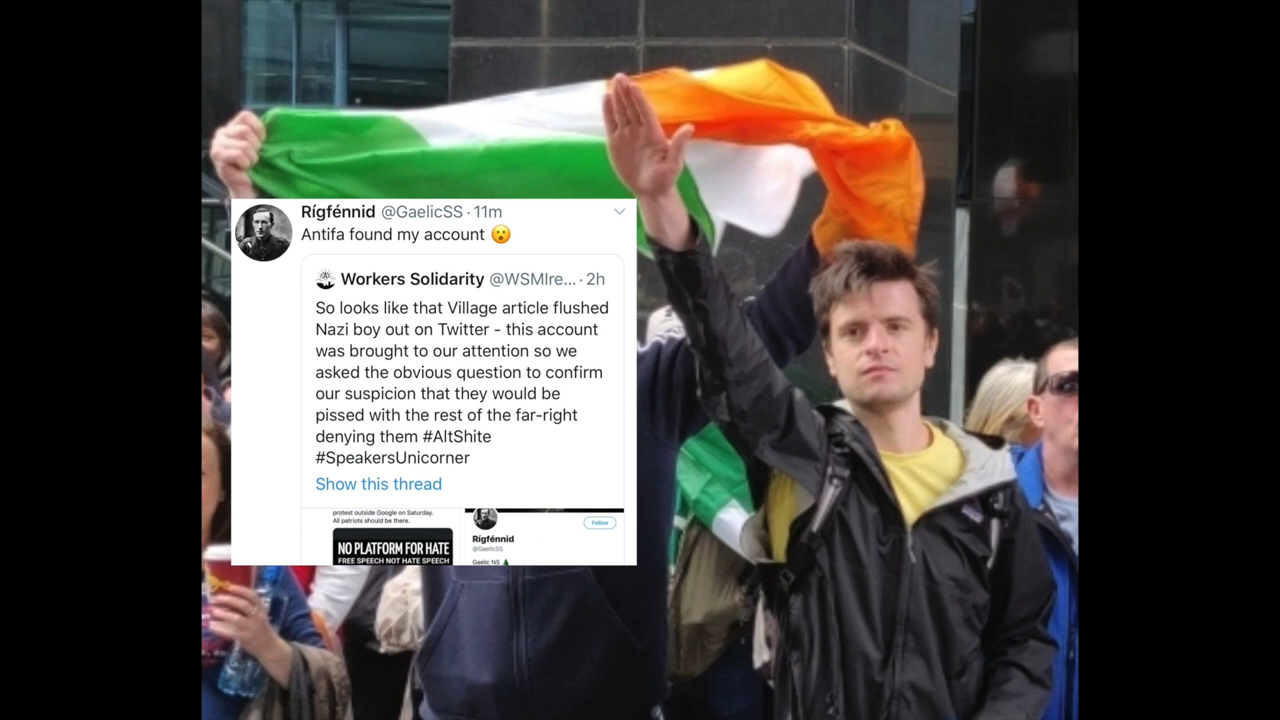 Rígfénnid @GaelicSS · 11m
Antifa found my account 😮
Workers Solidarity @WSMIre... · 2h
So looks like that Village article flushed
Nazi boy out on Twitter - this account
was brought to our attention so we
asked the obvious question to confirm
our suspicion that they would be
pissed with the rest of the far-right
denying them #AltShite
#SpeakersUnicorner
Show this thread
protest outside Google on Saturday.
All patriots should be there.
NO PLATFORM FOR HATE
FREE SPEECH NOT HATE SPEECH
Follow
Rígfénnid
@GaelicSS
Gaelic NS 🌲